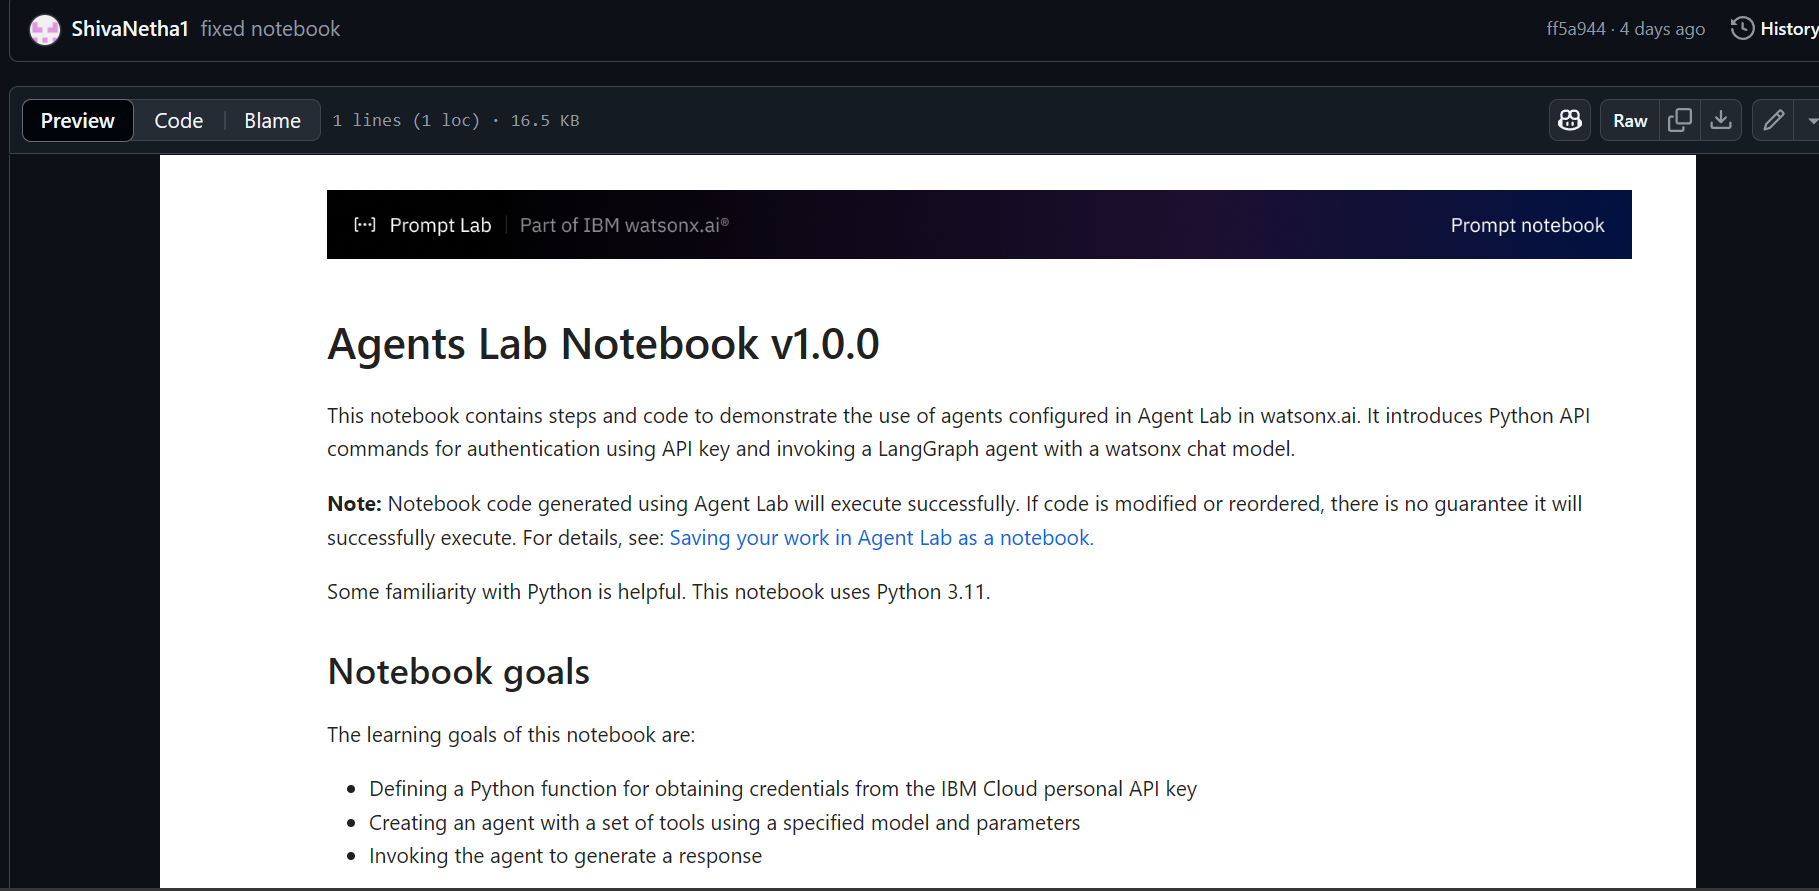 ShivaNetha1 fixed notebook ff5a944 · 4 days ago History
Preview Code Blame 1 lines (1 loc) · 16.5 KB Raw
Prompt Lab Part of IBM watsonx.ai® Prompt notebook
Agents Lab Notebook v1.0.0
This notebook contains steps and code to demonstrate the use of agents configured in Agent Lab in watsonx.ai. It introduces Python API
commands for authentication using API key and invoking a LangGraph agent with a watsonx chat model.
Note: Notebook code generated using Agent Lab will execute successfully. If code is modified or reordered, there is no guarantee it will
successfully execute. For details, see: Saving your work in Agent Lab as a notebook.
Some familiarity with Python is helpful. This notebook uses Python 3.11.
Notebook goals
The learning goals of this notebook are:
• Defining a Python function for obtaining credentials from the IBM Cloud personal API key
• Creating an agent with a set of tools using a specified model and parameters
• Invoking the agent to generate a response